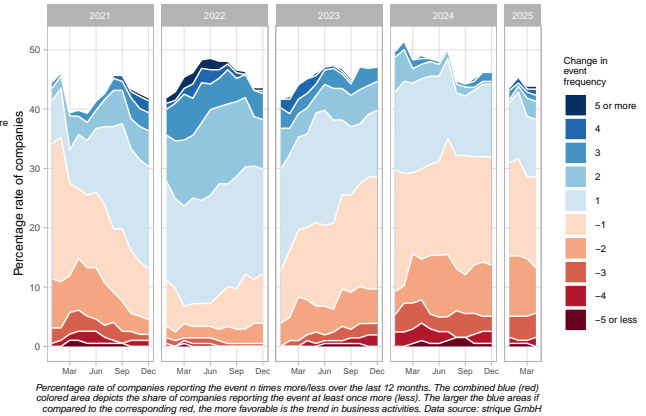 2021 2022 2023 2024 2025
Change in
event
frequency
5 or more
4
3
2
1
−1
−2
−3
−4
−5 or less
re
Percentage rate of companies
50
40
30
20
10
0
Mar Jun Sep Dec Mar Jun Sep Dec Mar Jun Sep Dec Mar Jun Sep Dec Mar
Percentage rate of companies reporting the event n times more/less over the last 12 months. The combined blue (red)
colored area depicts the share of companies reporting the event at least once more (less). The larger the blue areas if
compared to the corresponding red, the more favorable is the trend in business activities. Data source: strique GmbH